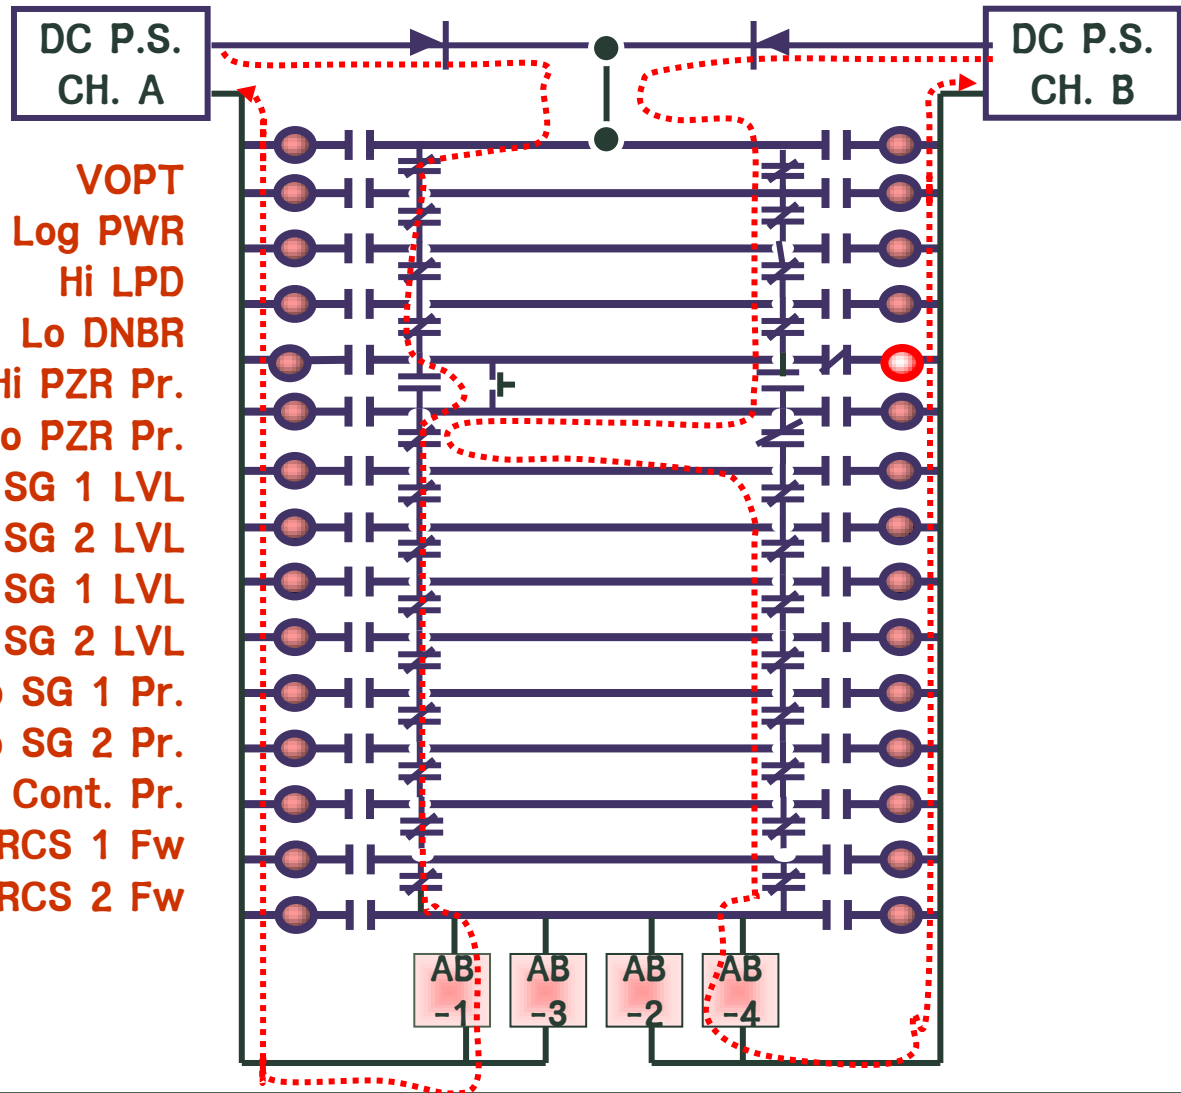 DC P.S.
CH. A
DC P.S.
CH. B
VOPT
Log PWR
Hi LPD
Lo DNBR
Hi PZR Pr.
o PZR Pr.
SG 1 LVL
SG 2 LVL
SG 1 LVL
SG 2 LVL
SG 1 Pr.
SG 2 Pr.
Cont. Pr.
RCS 1 Fw
RCS 2 Fw
AB
-1
AB
-3
AB
-2
AB
-4